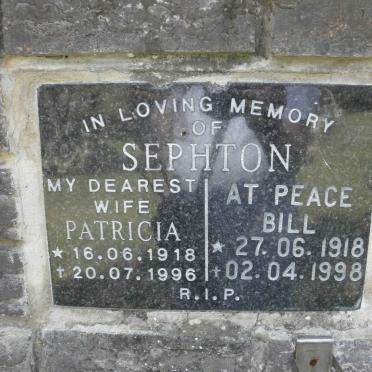 IN LOVING MEMORY
OF
SEPHTON
MY DEAREST
WIFE
PATRICIA
★ 16.06.1918
✝ 20.07.1996
AT PEACE
BILL
★ 27.06.1918
✝ 02.04.1998
R.I.P.